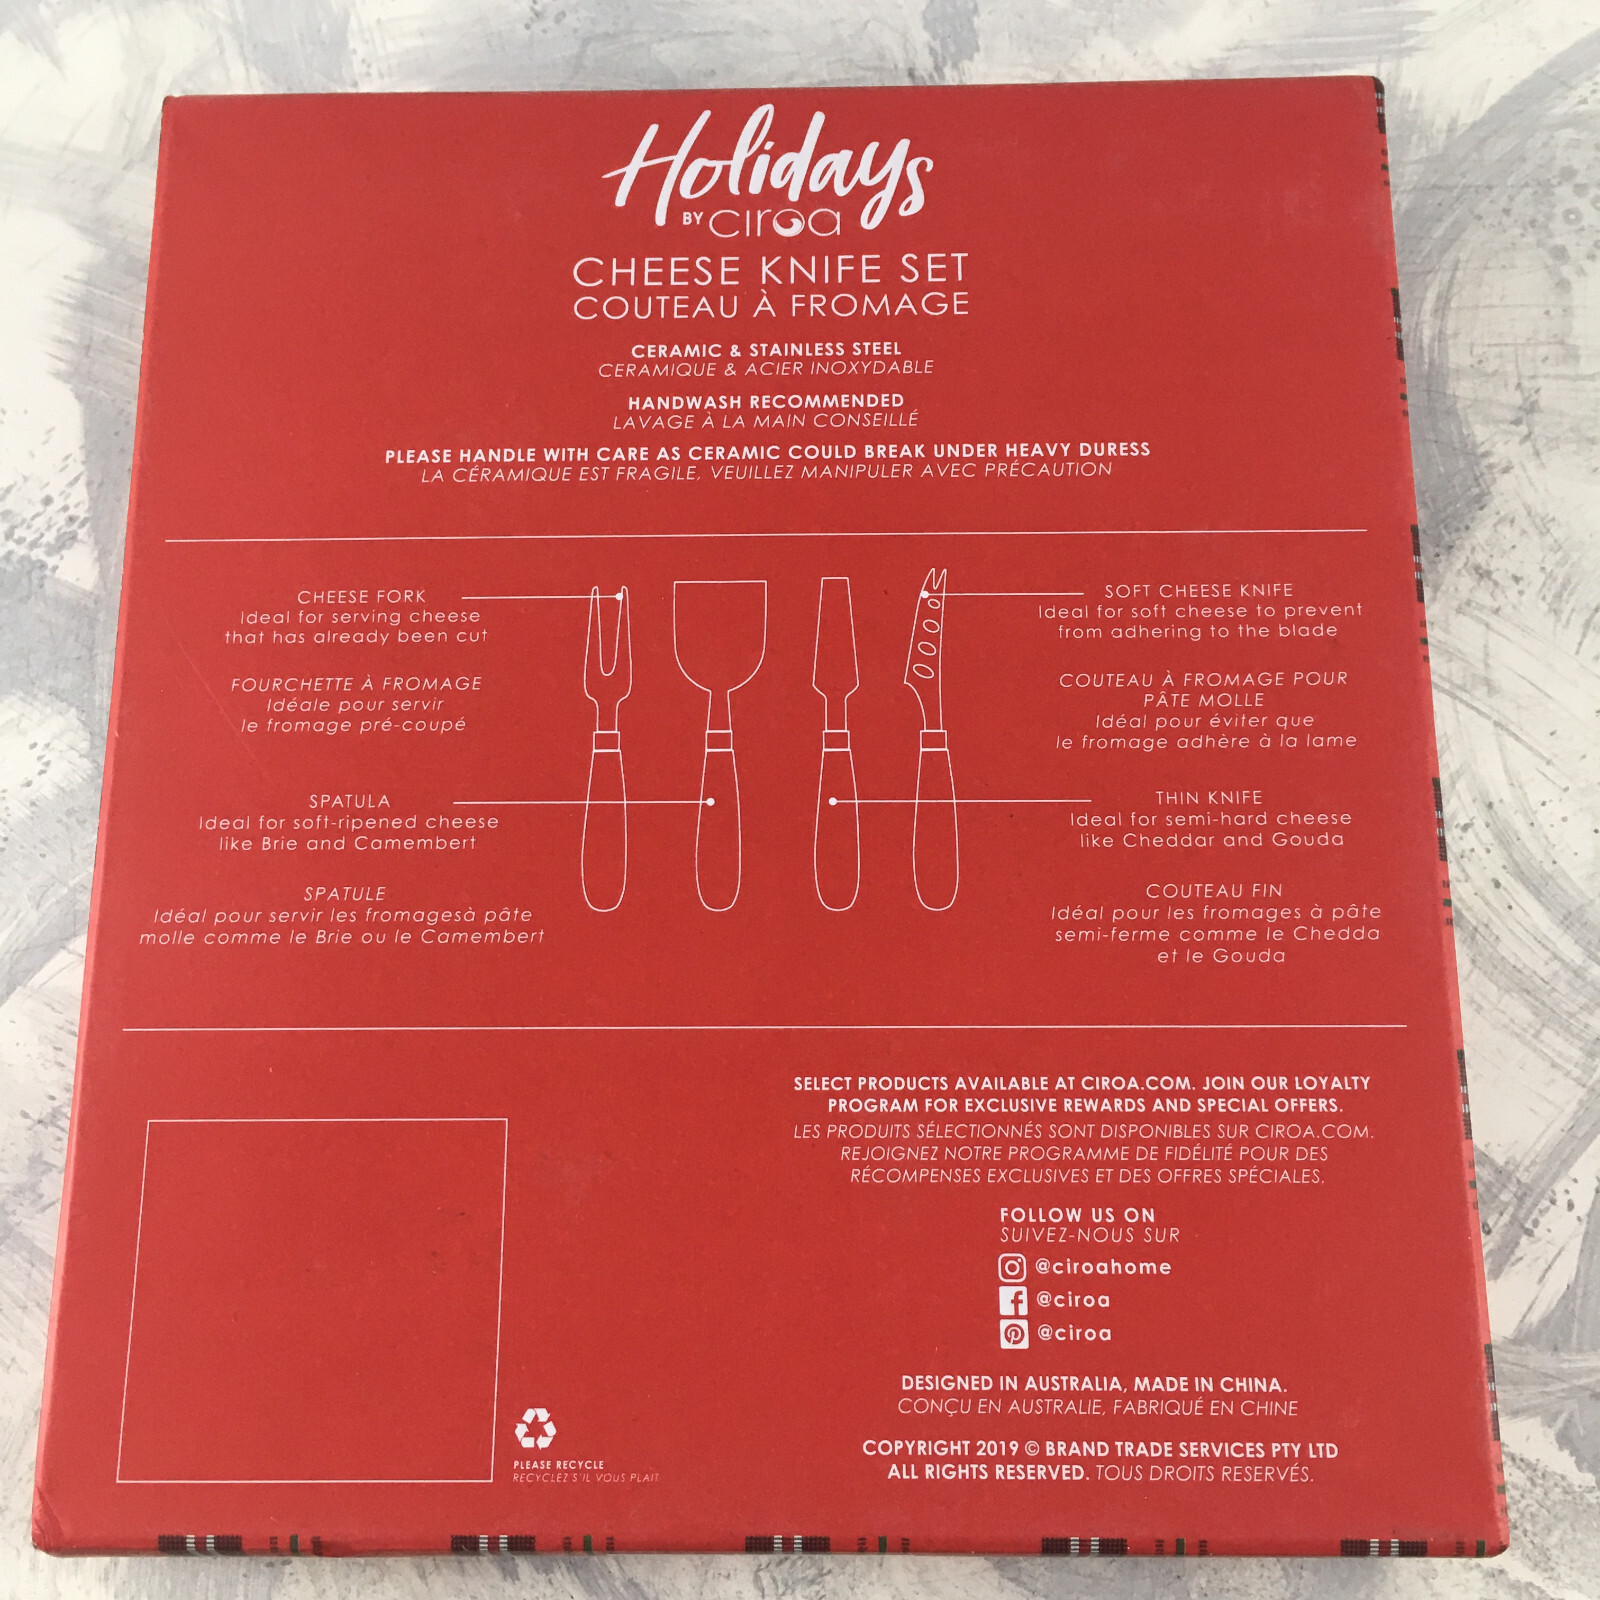 Holidays
BY ciroa
CHEESE KNIFE SET
COUTEAU À FROMAGE
CERAMIC & STAINLESS STEEL
CERAMIQUE & ACIER INOXYDABLE
HANDWASH RECOMMENDED
LAVAGE À LA MAIN CONSEILLÉ
PLEASE HANDLE WITH CARE AS CERAMIC COULD BREAK UNDER HEAVY DURESS
LA CÉRAMIQUE EST FRAGILE, VEUILLEZ MANIPULER AVEC PRÉCAUTION
CHEESE FORK
Ideal for serving cheese
that has already been cut
FOURCHETTE À FROMAGE
Idéale pour servir
le fromage pré-coupé
SPATULA
Ideal for soft-ripened cheese
like Brie and Camembert
SPATULE
Idéal pour servir les fromagesà pâte
molle comme le Brie ou le Camembert
SOFT CHEESE KNIFE
Ideal for soft cheese to prevent
from adhering to the blade
COUTEAU À FROMAGE POUR
PÂTE MOLLE
Idéal pour éviter que
le fromage adhère à la lame
THIN KNIFE
Ideal for semi-hard cheese
like Cheddar and Gouda
COUTEAU FIN
Idéal pour les fromages à pâte
semi-ferme comme le Chedda
et le Gouda
SELECT PRODUCTS AVAILABLE AT CIROA.COM. JOIN OUR LOYALTY
PROGRAM FOR EXCLUSIVE REWARDS AND SPECIAL OFFERS.
LES PRODUITS SÉLECTIONNÉS SONT DISPONIBLES SUR CIROA.COM.
REJOIGNEZ NOTRE PROGRAMME DE FIDÉLITÉ POUR DES
RÉCOMPENSES EXCLUSIVES ET DES OFFRES SPÉCIALES.
FOLLOW US ON
SUIVEZ-NOUS SUR
@ciroahome
@ciroa
@ciroa
DESIGNED IN AUSTRALIA, MADE IN CHINA.
CONÇU EN AUSTRALIE, FABRIQUÉ EN CHINE
COPYRIGHT 2019 © BRAND TRADE SERVICES PTY LTD
ALL RIGHTS RESERVED. TOUS DROITS RESERVÉS.
PLEASE RECYCLE
RECYCLEZ S'IL VOUS PLAIT